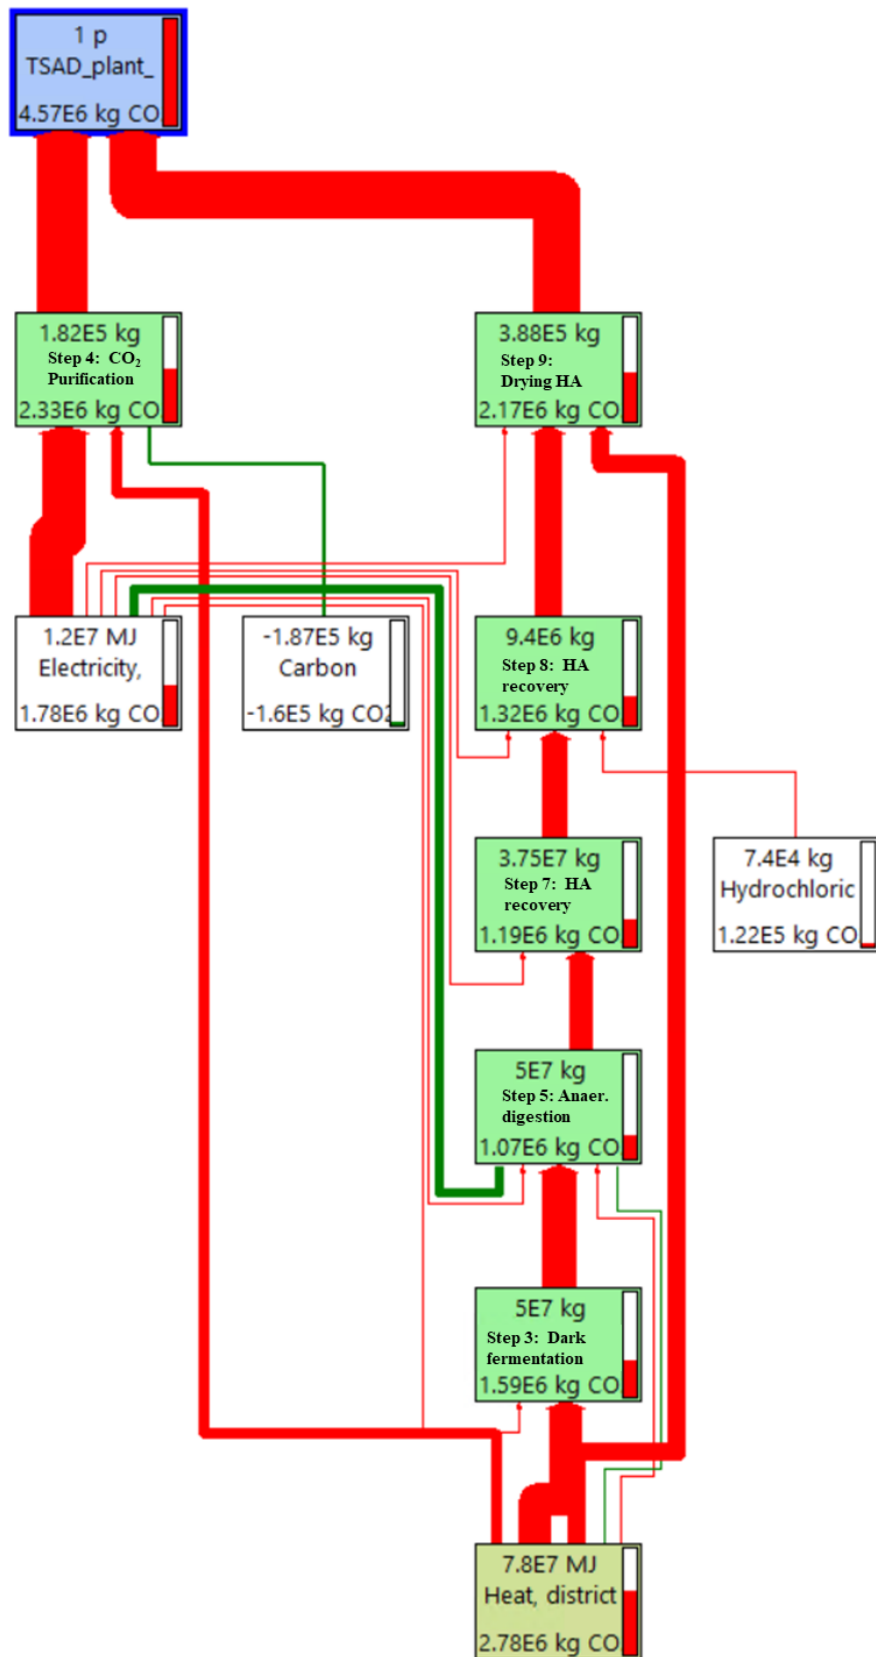 1 p
TSAD_plant_
4.57E6 kg CO
1.82E5 kg
Step 4: CO₂
Purification
2.33E6 kg CO
3.88E5 kg
Step 9:
Drying HA
2.17E6 kg CO
1.2E7 MJ
Electricity,
1.78E6 kg CO
-1.87E5 kg
Carbon
-1.6E5 kg CO2
9.4E6 kg
Step 8: HA
recovery
1.32E6 kg CO
3.75E7 kg
Step 7: HA
recovery
1.19E6 kg CO
7.4E4 kg
Hydrochloric
1.22E5 kg CO
5E7 kg
Step 5: Anaer.
digestion
1.07E6 kg CO
5E7 kg
Step 3: Dark
fermentation
1.59E6 kg CO
7.8E7 MJ
Heat, district
2.78E6 kg CO